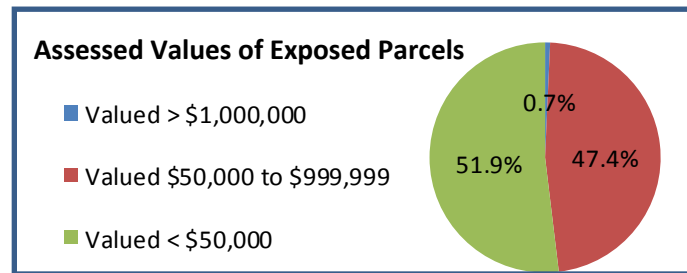 Assessed Values of Exposed Parcels
Valued > $1,000,000
Valued $50,000 to $999,999
Valued < $50,000
0.7%
51.9%
47.4%